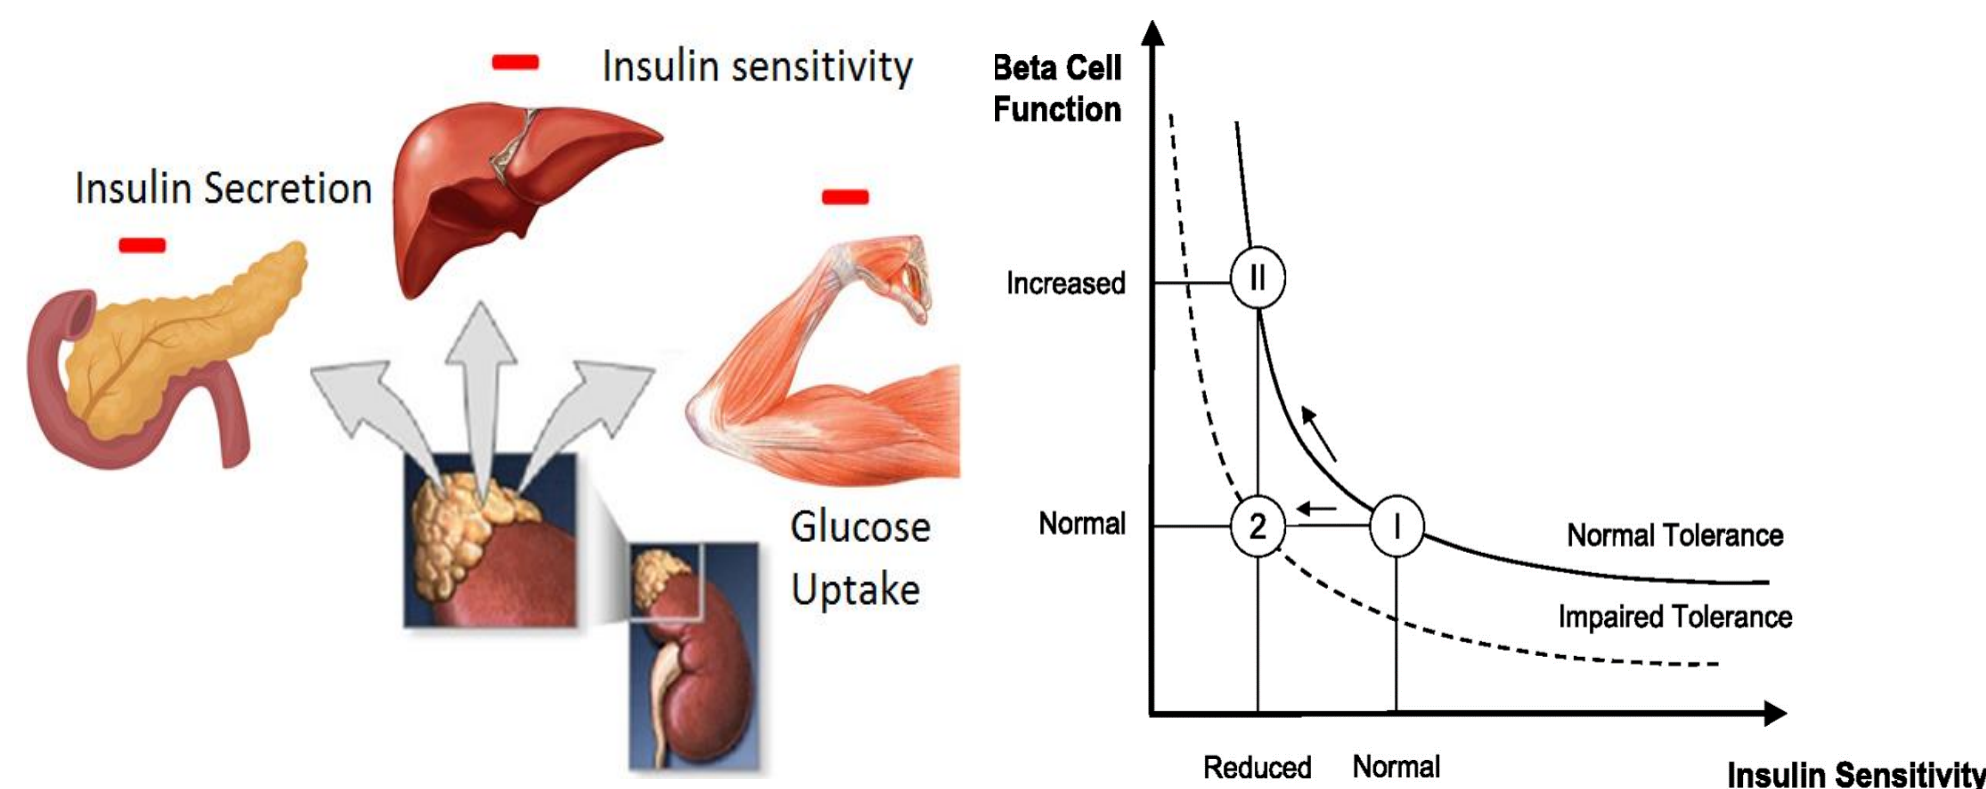 Insulin sensitivity
Insulin Secretion
Glucose
Uptake
Beta Cell
Function
Increased
II
Normal
2
I
Normal Tolerance
Impaired Tolerance
Reduced
Normal
Insulin Sensitivity